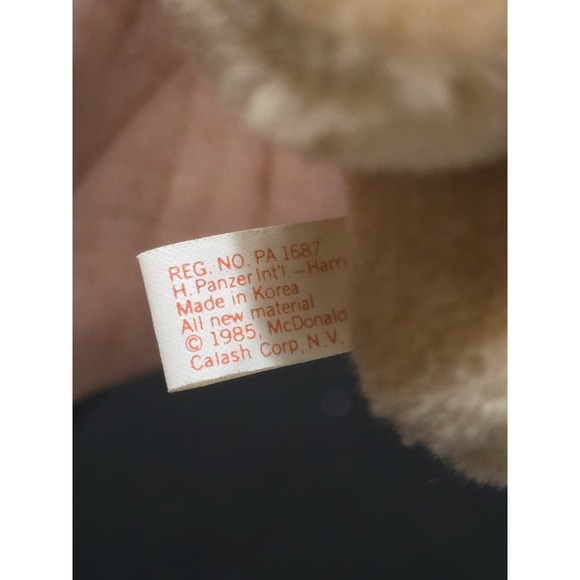 REG. NO. PA 1687
H. Panzer Int'l. – Harri
Made in Korea
All new material
© 1985, McDonald
Calash Corp, N.V.